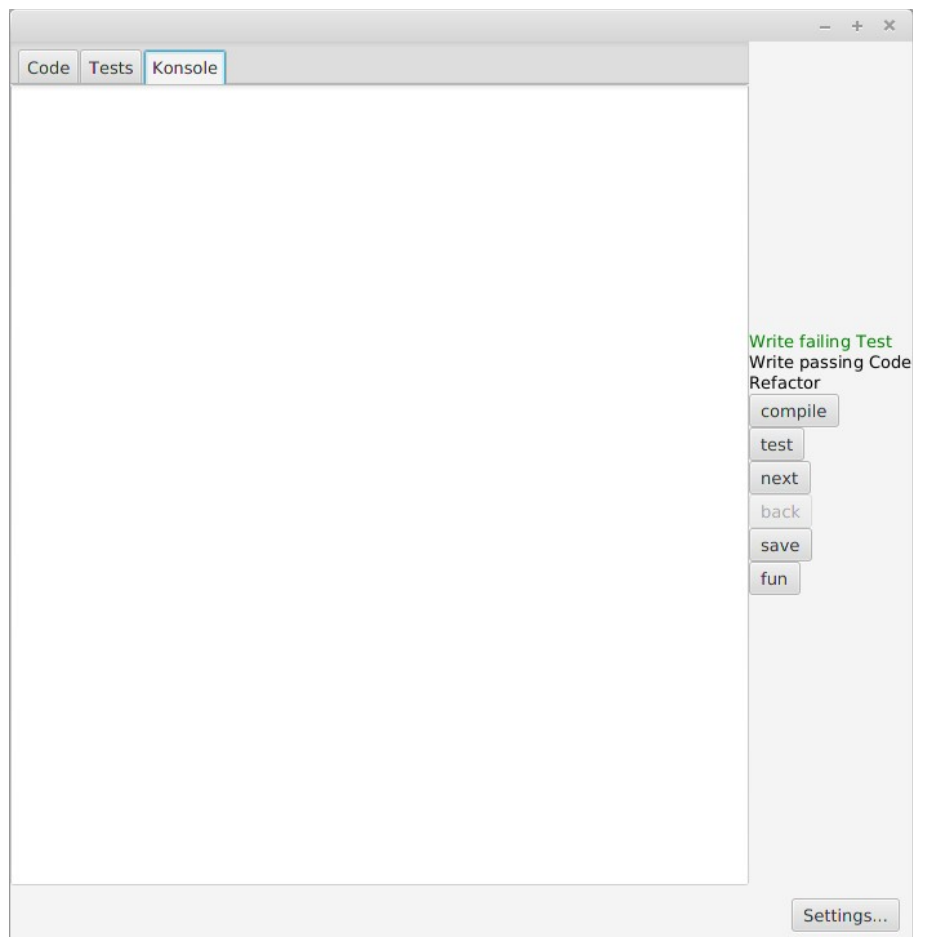 Code Tests Konsole
Write failing Test
Write passing Code
Refactor
compile
test
next
back
save
fun
Settings...